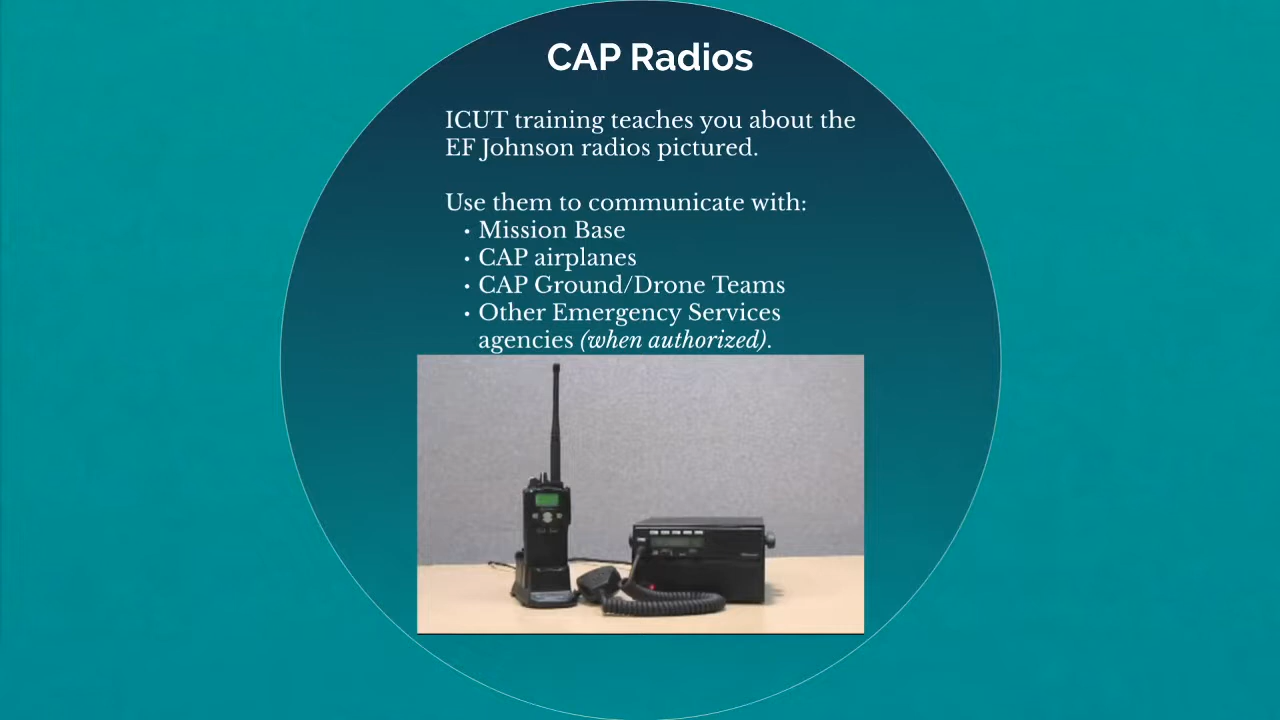 CAP Radios
ICUT training teaches you about the
EF Johnson radios pictured.
Use them to communicate with:
• Mission Base
• CAP airplanes
• CAP Ground/Drone Teams
• Other Emergency Services
agencies (when authorized).